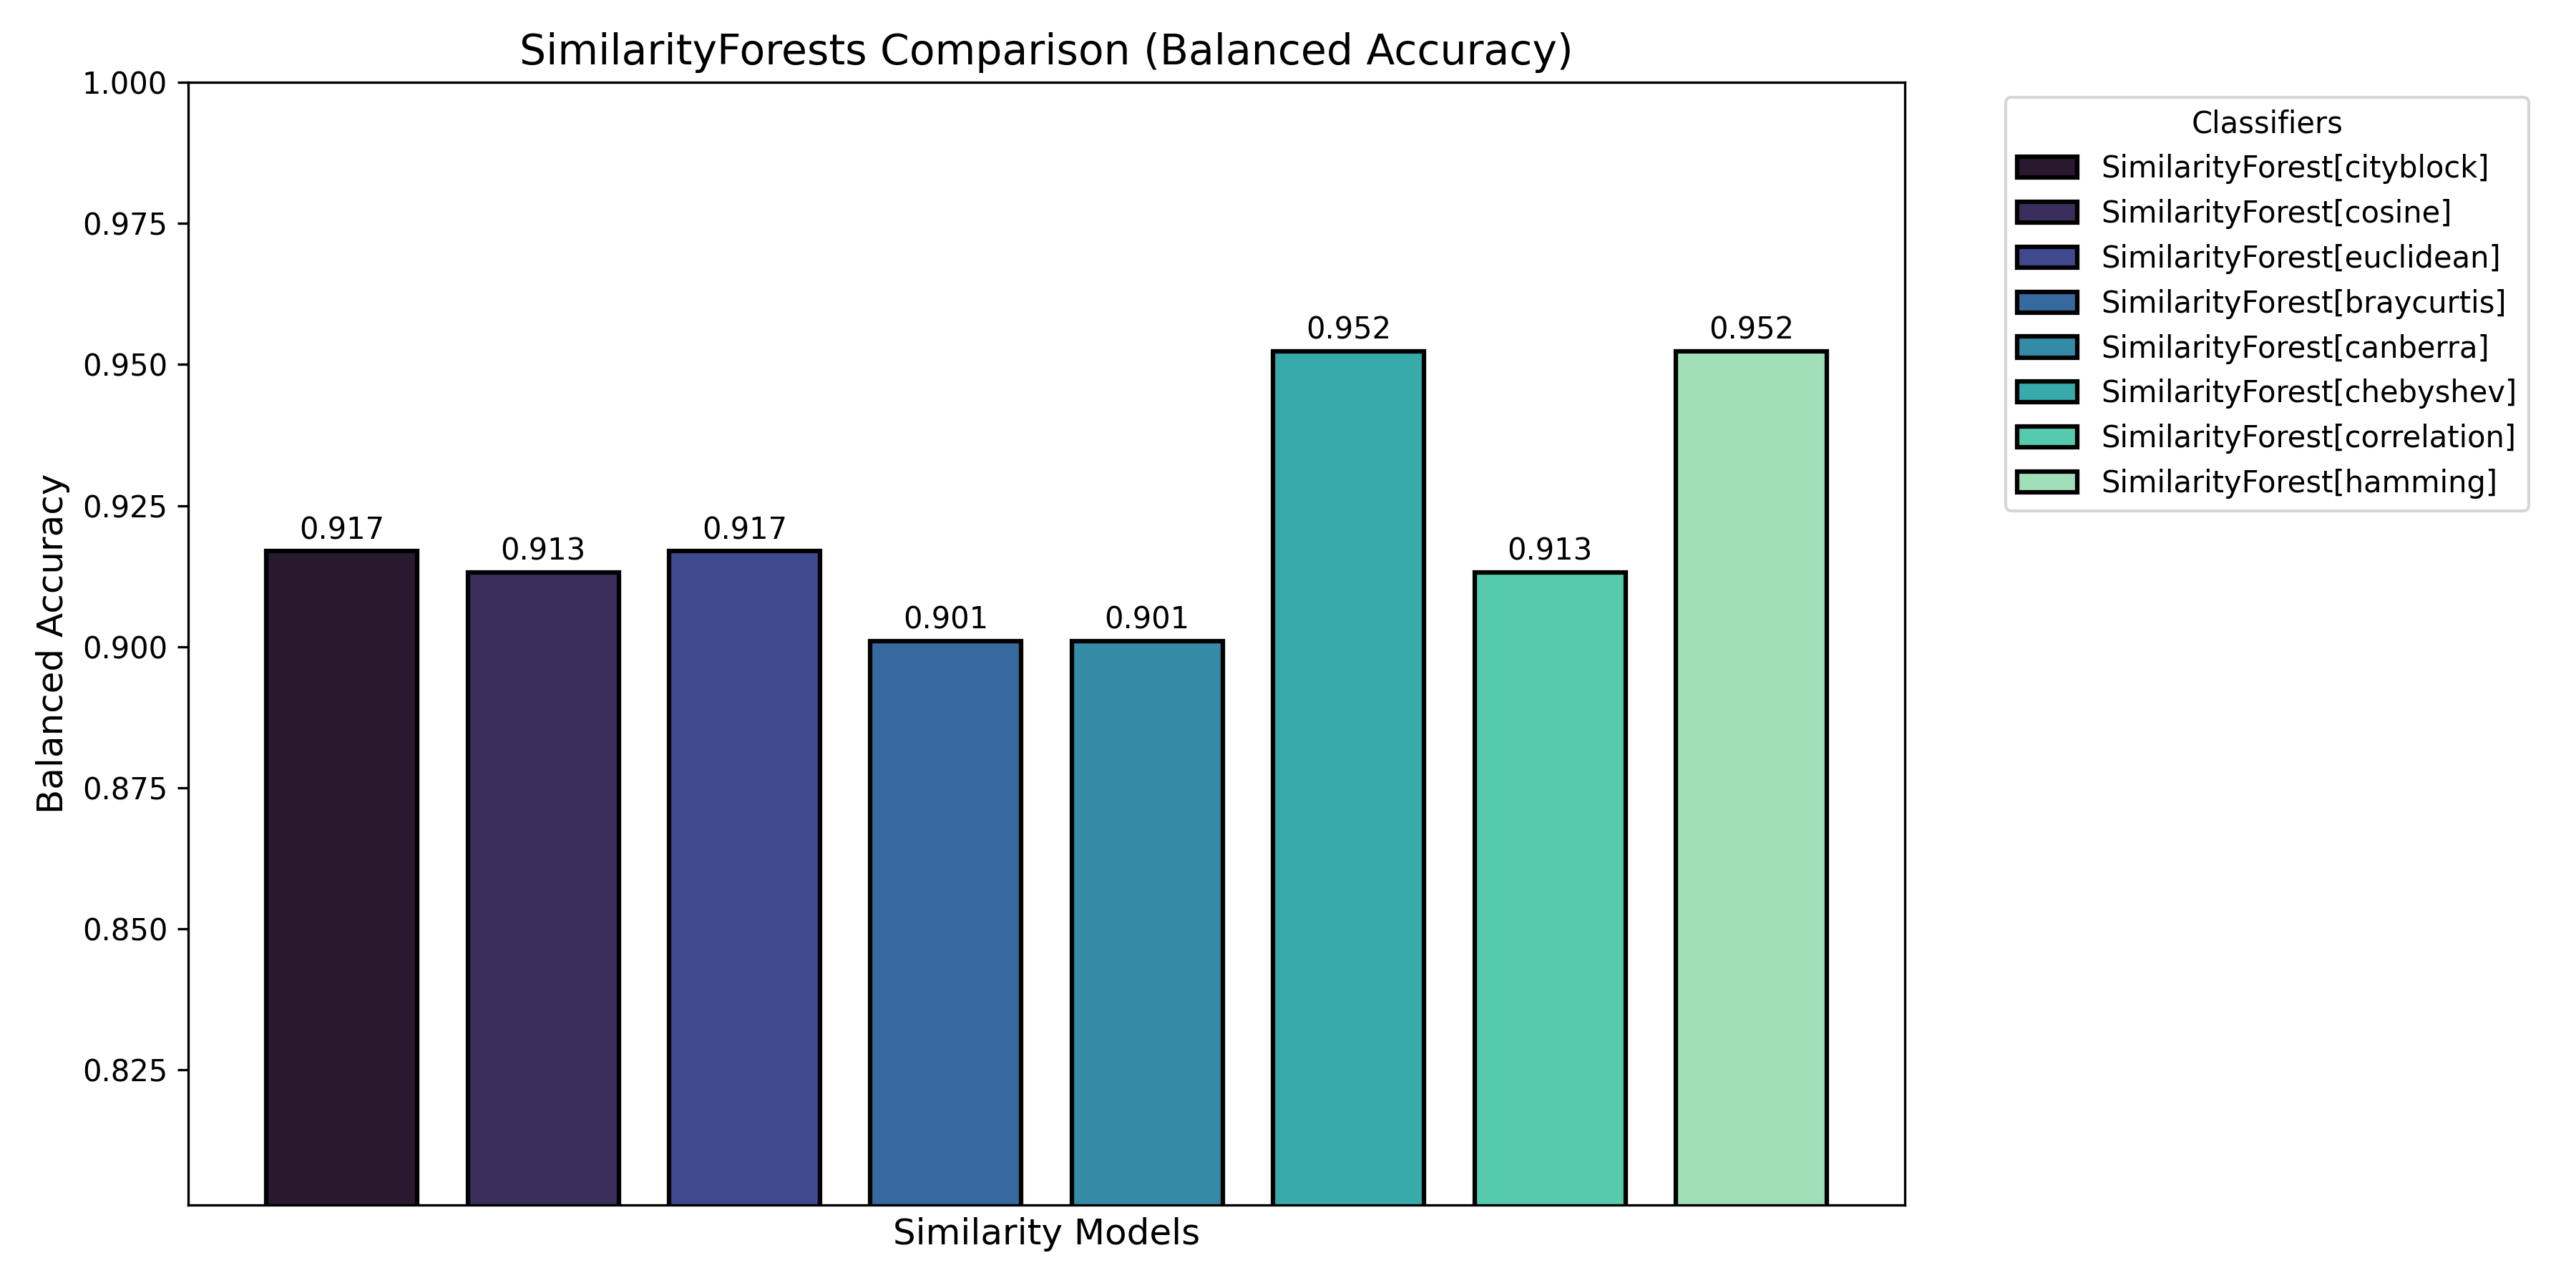 SimilarityForests Comparison (Balanced Accuracy)
Balanced Accuracy
1.000
0.975
0.950
0.925
0.900
0.875
0.850
0.825
0.917
0.913
0.917
0.901
0.901
0.952
0.913
0.952
Similarity Models
Classifiers
SimilarityForest[cityblock]
SimilarityForest[cosine]
SimilarityForest[euclidean]
SimilarityForest[braycurtis]
SimilarityForest[canberra]
SimilarityForest[chebyshev]
SimilarityForest[correlation]
SimilarityForest[hamming]